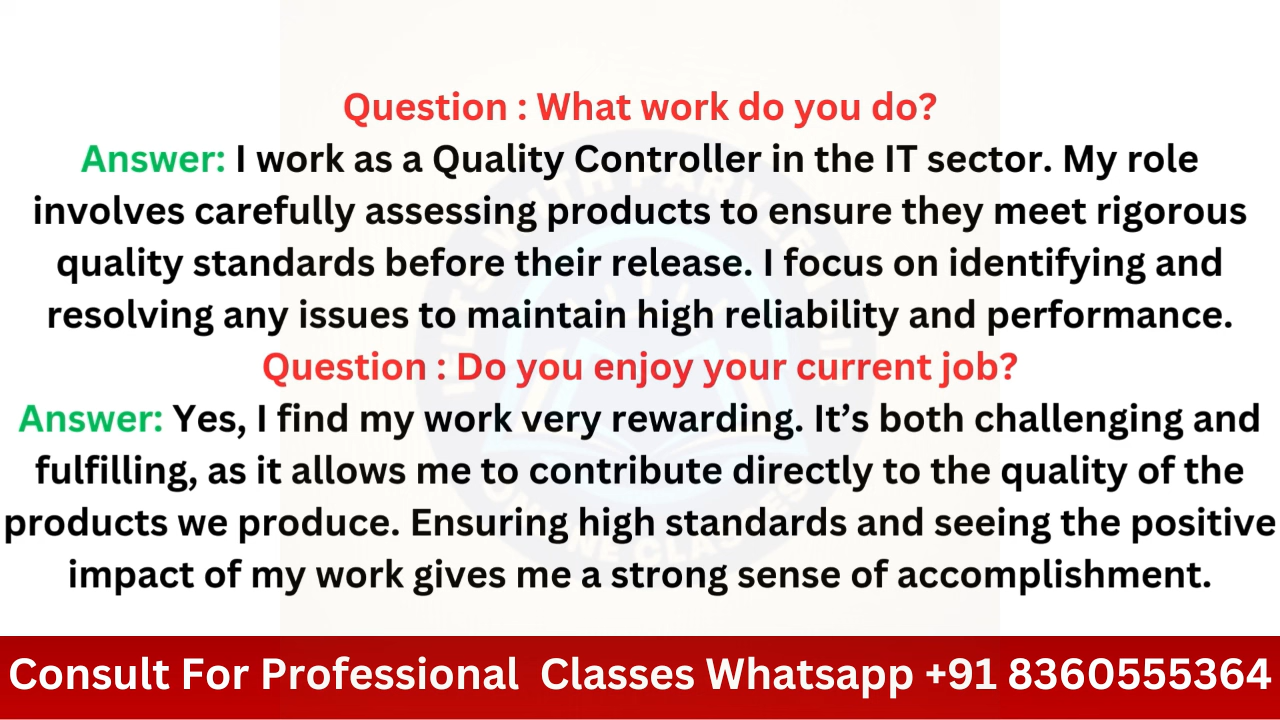 Question : What work do you do?
Answer: I work as a Quality Controller in the IT sector. My role
involves carefully assessing products to ensure they meet rigorous
quality standards before their release. I focus on identifying and
resolving any issues to maintain high reliability and performance.
Question : Do you enjoy your current job?
Answer: Yes, I find my work very rewarding. It’s both challenging and
fulfilling, as it allows me to contribute directly to the quality of the
products we produce. Ensuring high standards and seeing the positive
impact of my work gives me a strong sense of accomplishment.
Consult For Professional  Classes Whatsapp +91 8360555364